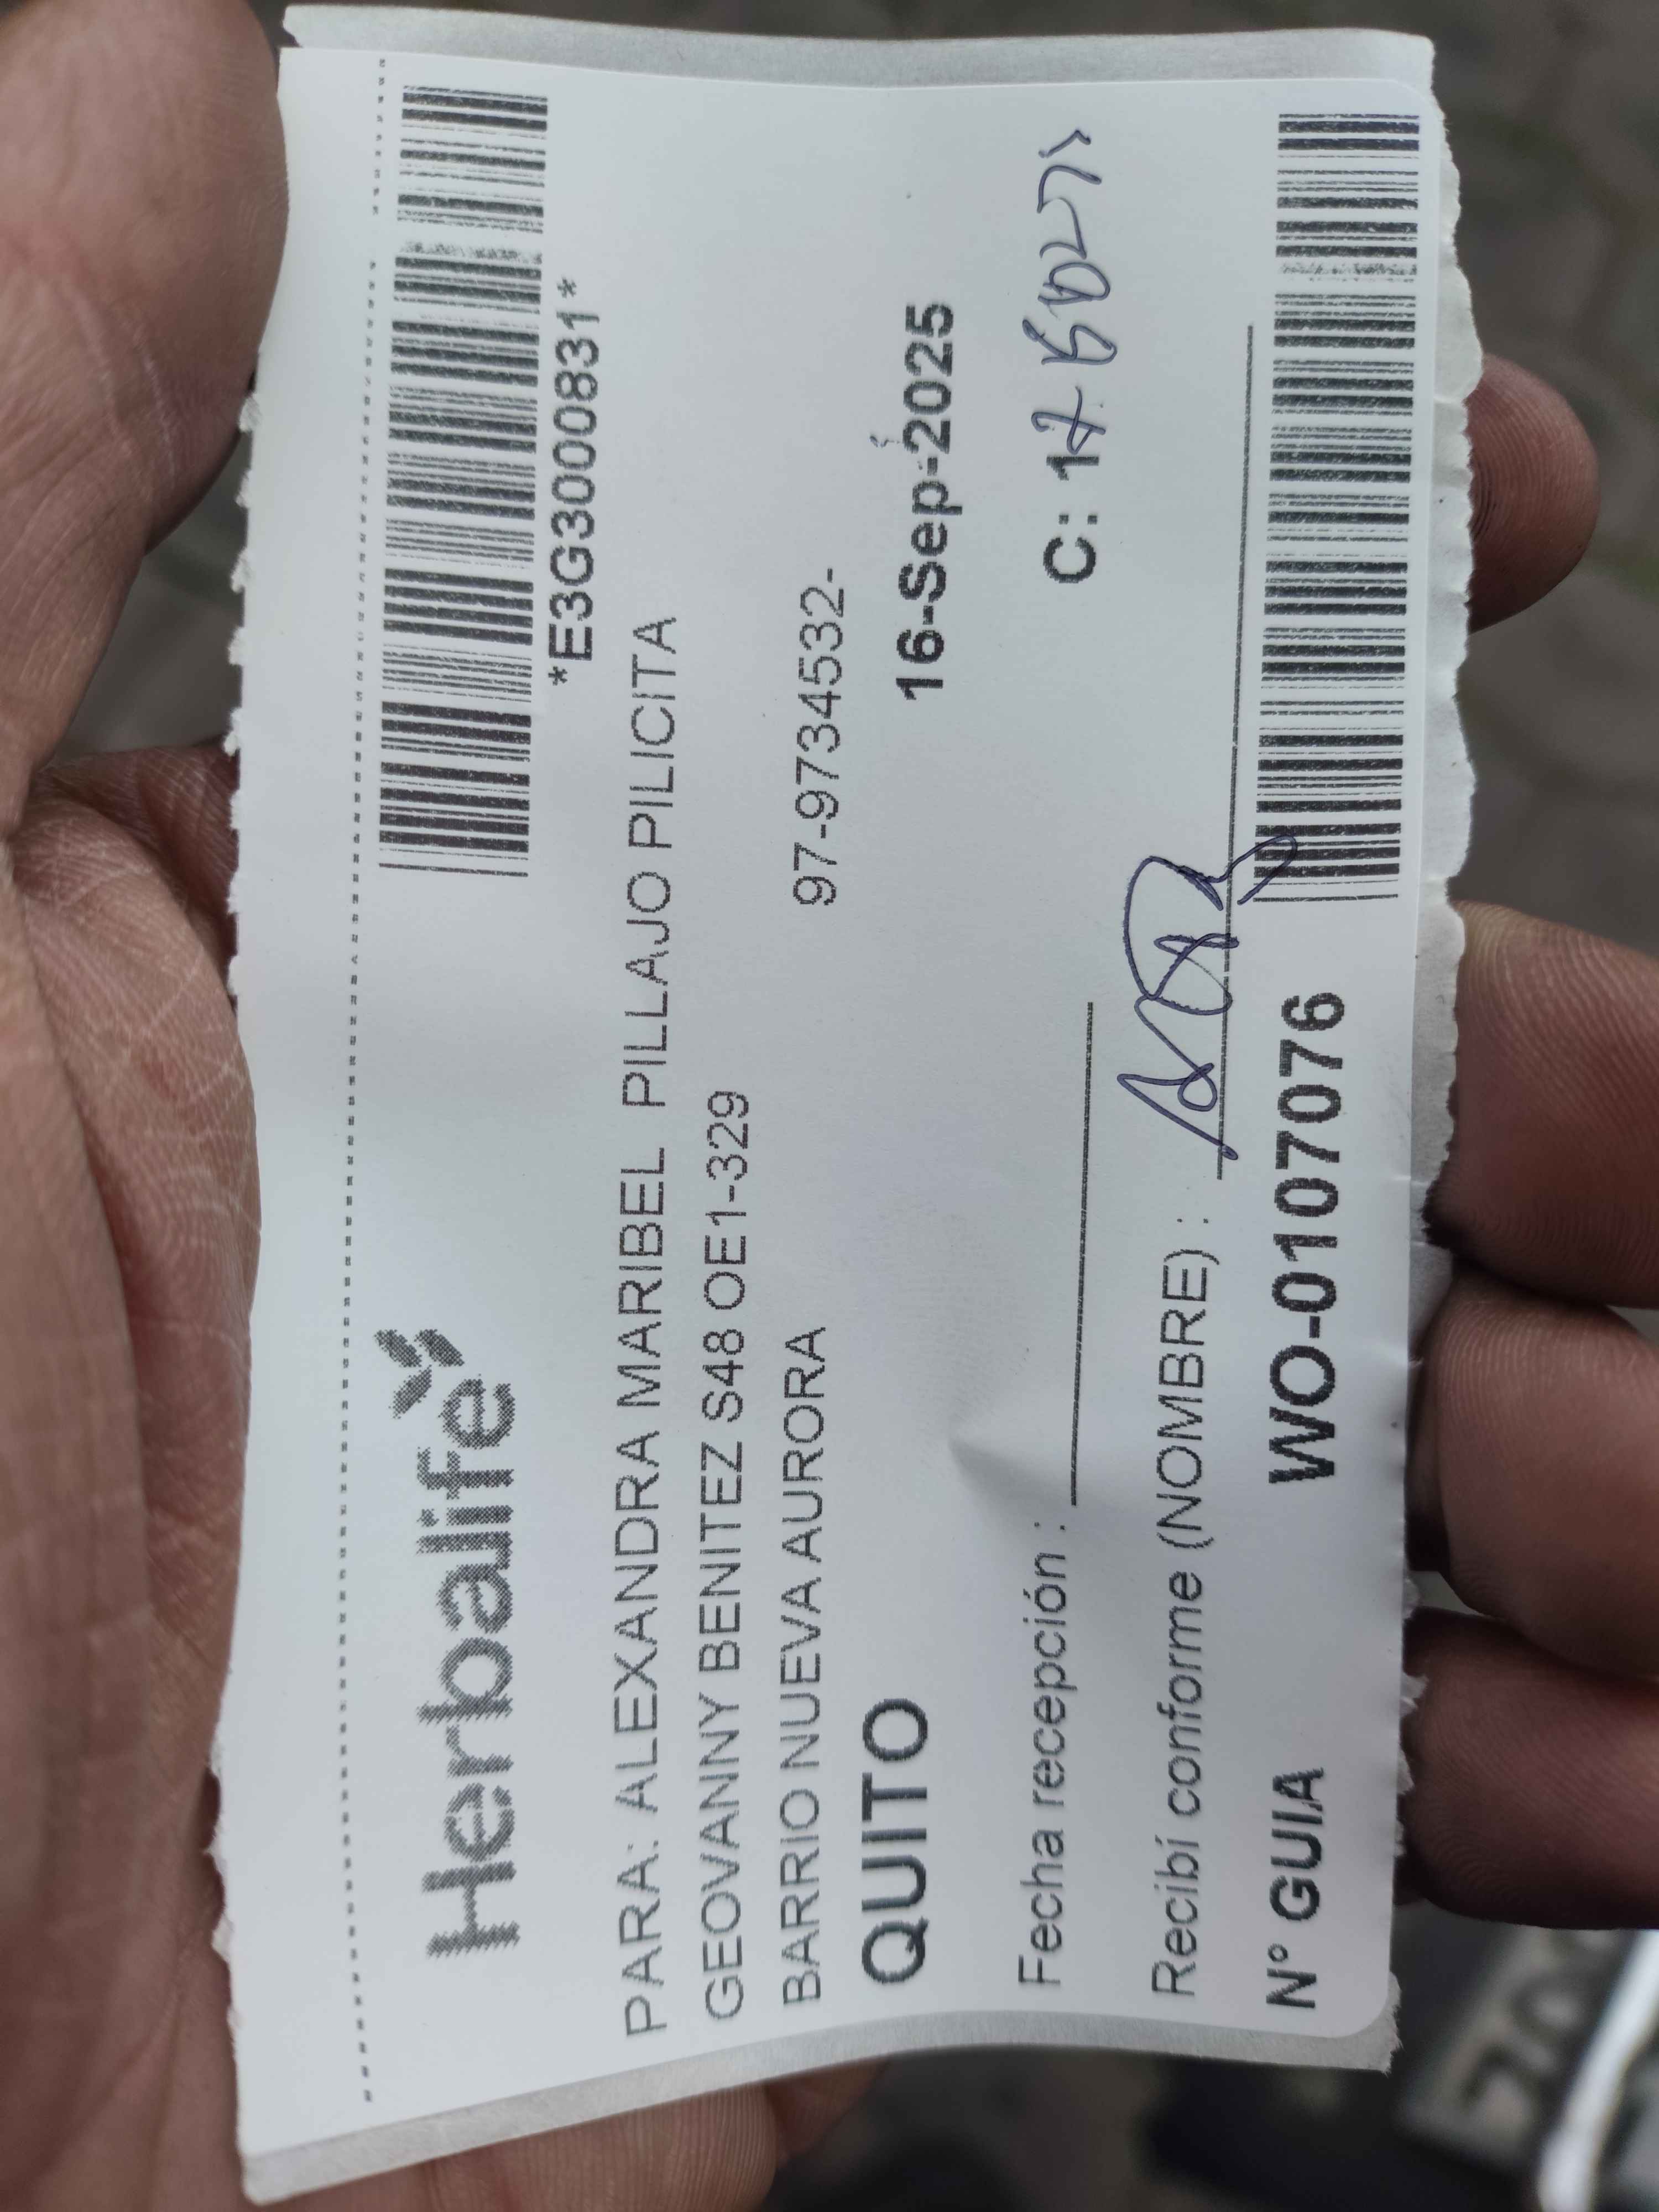 Herbalife
*E3G3000831*
PARA: ALEXANDRA MARIBEL PILLAJO PILICITA
GEOVANNY BENITEZ S48 OE1-329
BARRIO NUEVA AURORA
97-9734532-
QUITO
16-Sep-2025
Fecha recepción :
C: 1
Recibí conforme (NOMBRE) :
N° GUIA WO-0107076